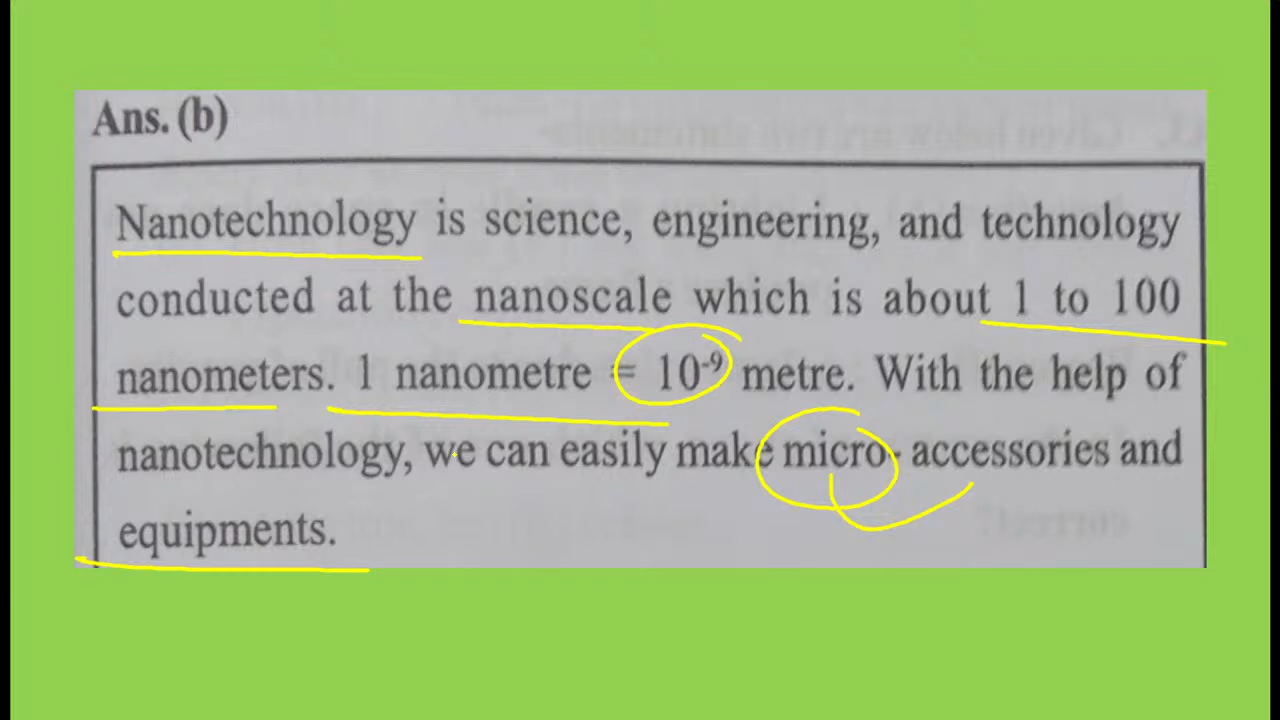 Ans. (b)
Nanotechnology is science, engineering, and technology
conducted at the nanoscale which is about 1 to 100
nanometers. 1 nanometre = 10⁻⁹ metre. With the help of
nanotechnology, we can easily make micro- accessories and
equipments.